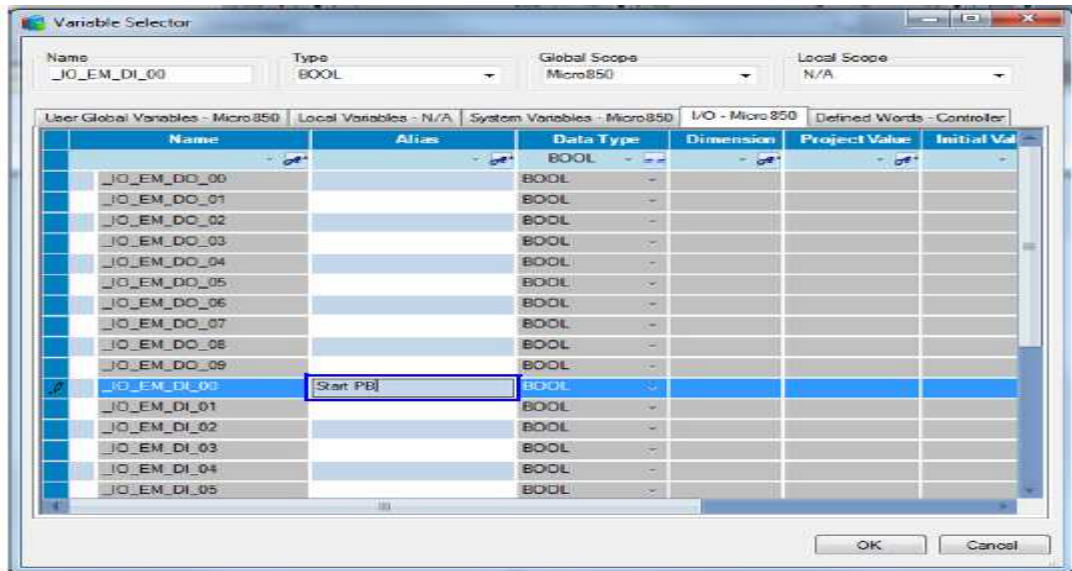 Variable Selector
Name Type Global Scope Local Scope
_IO_EM_DI_00 BOOL Micro850 N/A
User Global Variables - Micro850 Local Variables - N/A System Variables - Micro850 I/O - Micro850 Defined Words - Controller
Name Alias Data Type Dimension Project Value Initial Val
BOOL
_IO_EM_DO_00 BOOL
_IO_EM_DO_01 BOOL
_IO_EM_DO_02 BOOL
_IO_EM_DO_03 BOOL
_IO_EM_DO_04 BOOL
_IO_EM_DO_05 BOOL
_IO_EM_DO_06 BOOL
_IO_EM_DO_07 BOOL
_IO_EM_DO_08 BOOL
_IO_EM_DO_09 BOOL
_IO_EM_DI_00 Start PB BOOL
_IO_EM_DI_01 BOOL
_IO_EM_DI_02 BOOL
_IO_EM_DI_03 BOOL
_IO_EM_DI_04 BOOL
_IO_EM_DI_05 BOOL
OK Cancel